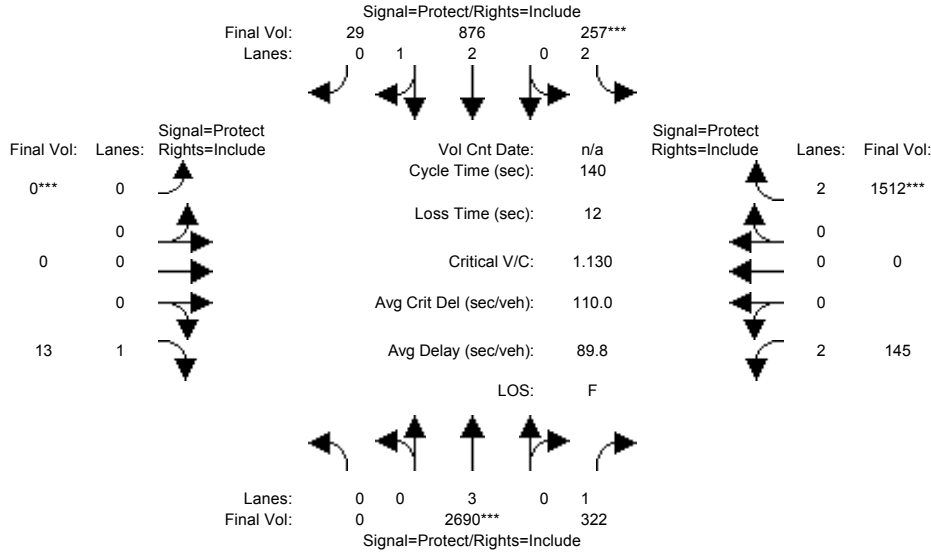 Signal=Protect/Rights=Include
Final Vol: 29 876 257***
Lanes: 0 1 2 0 2
Signal=Protect Signal=Protect
Final Vol: Lanes: Rights=Include Vol Cnt Date: n/a Rights=Include Lanes: Final Vol:
Cycle Time (sec): 140
0*** 0 2 1512***
Loss Time (sec): 12
0 0
0 0 Critical V/C: 1.130 0 0
0 Avg Crit Del (sec/veh): 110.0 0
13 1 Avg Delay (sec/veh): 89.8 2 145
LOS: F
Lanes: 0 0 3 0 1
Final Vol: 0 2690*** 322
Signal=Protect/Rights=Include